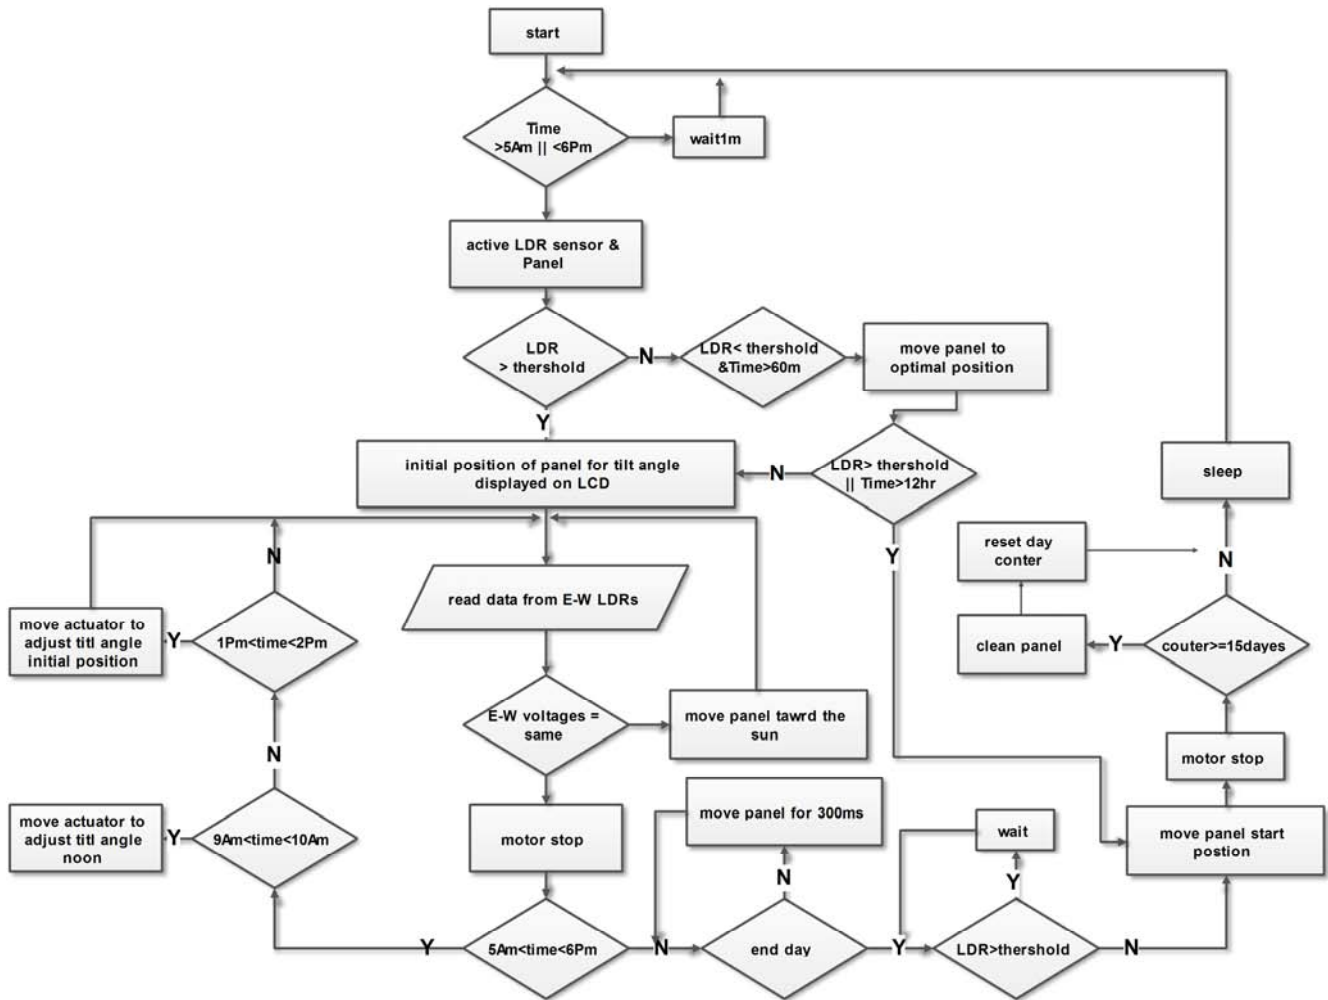 start
Time
>5Am || <6Pm
wait1m
active LDR sensor &
Panel
LDR
> thershold
N
LDR< thershold
&Time>60m
move panel to
optimal position
Y
initial position of panel for tilt angle
displayed on LCD
N
LDR> thershold
|| Time>12hr
sleep
N
Y
reset day
conter
N
read data from E-W LDRs
move actuator to
adjust titl angle
initial position
Y
1Pm<time<2Pm
clean panel
Y
couter>=15dayes
E-W voltages =
same
move panel tawrd the
sun
N
motor stop
move actuator to
adjust titl angle
noon
Y
9Am<time<10Am
motor stop
move panel for 300ms
wait
move panel start
postion
N
Y
Y
5Am<time<6Pm
N
end day
Y
LDR>thershold
N